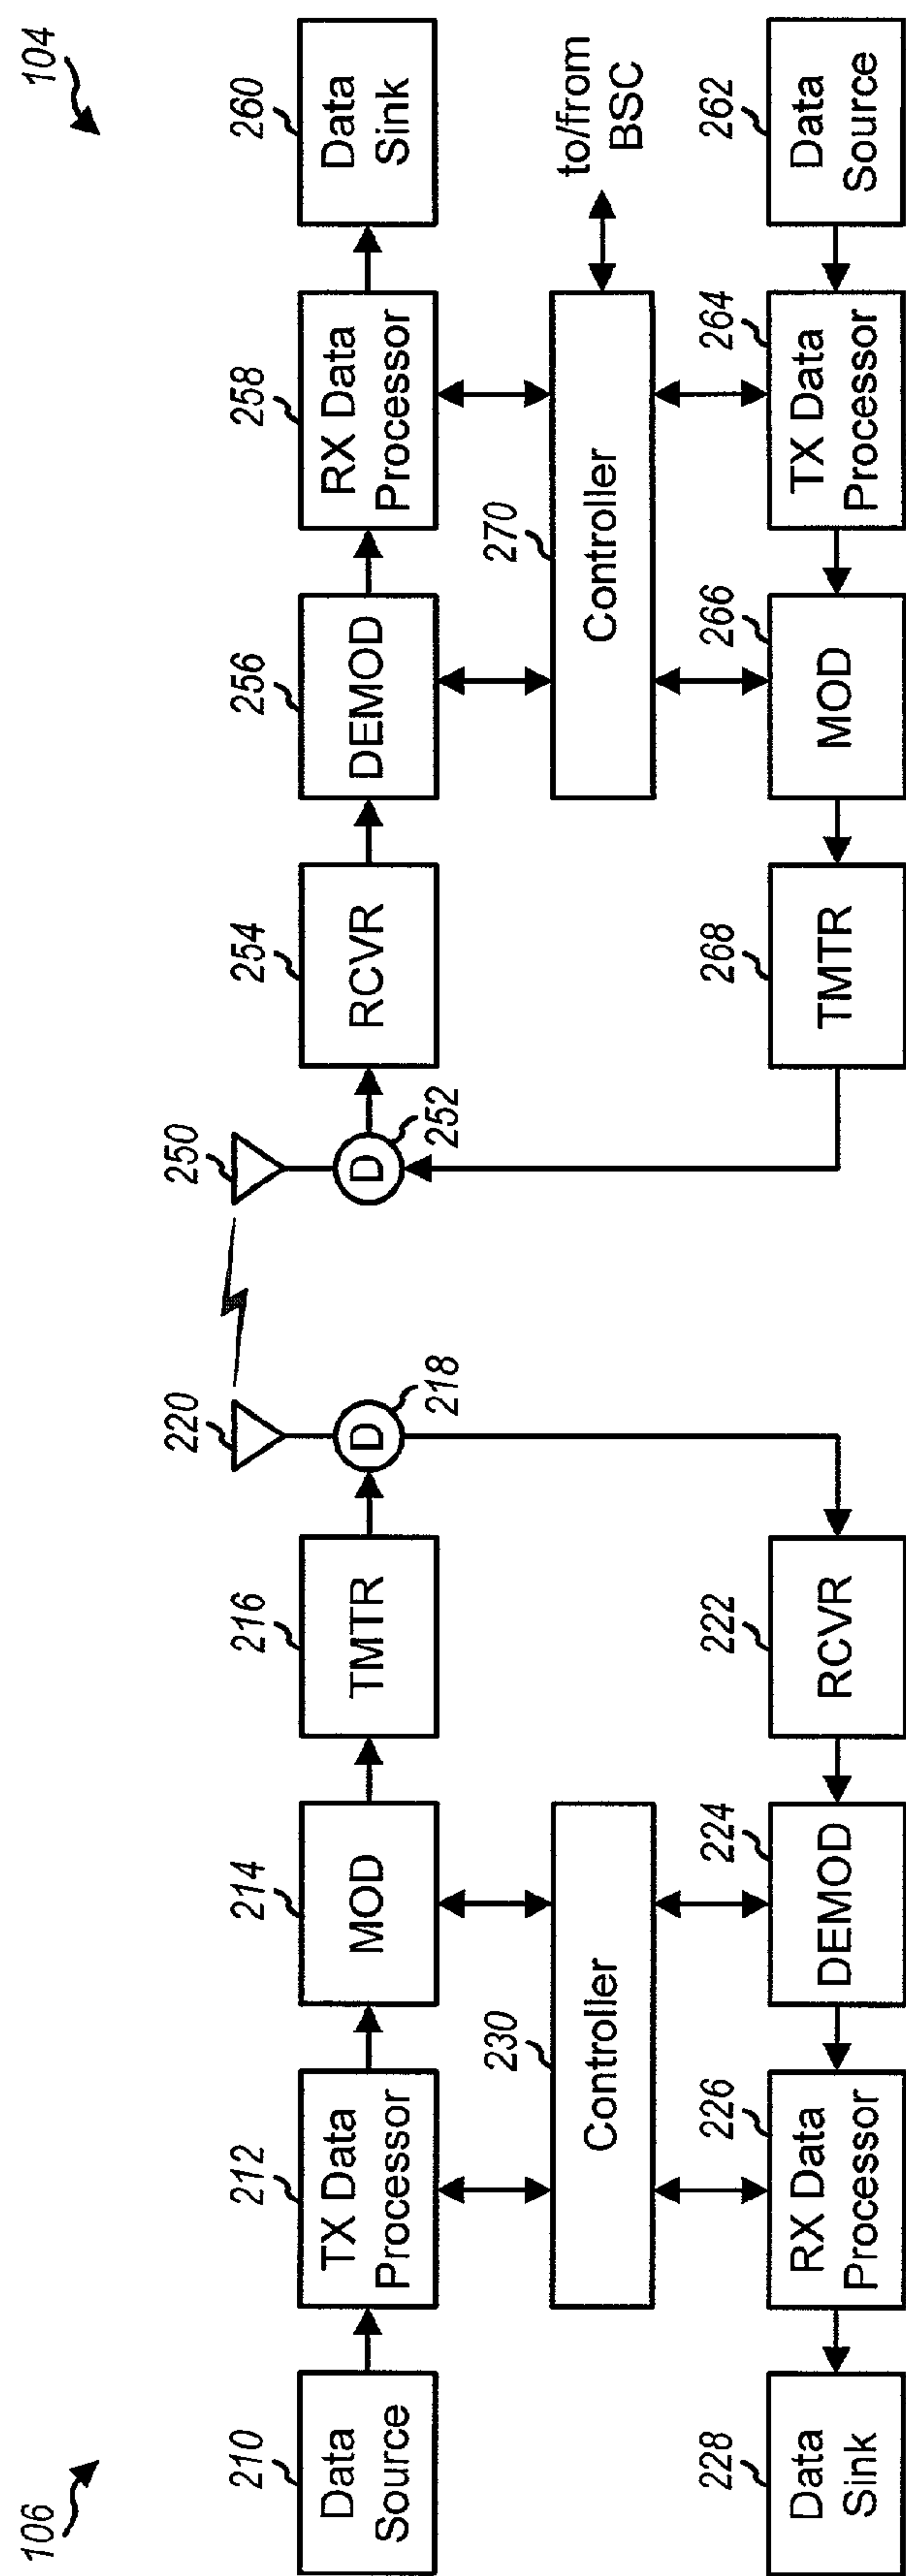 106
104
210
Data
Source
212
TX Data
Processor
214
MOD
216
TMTR
220
D
218
250
D
252
254
RCVR
256
DEMOD
258
RX Data
Processor
260
Data
Sink
230
Controller
270
Controller
to/from
BSC
228
Data
Sink
226
RX Data
Processor
224
DEMOD
222
RCVR
268
TMTR
266
MOD
264
TX Data
Processor
262
Data
Source